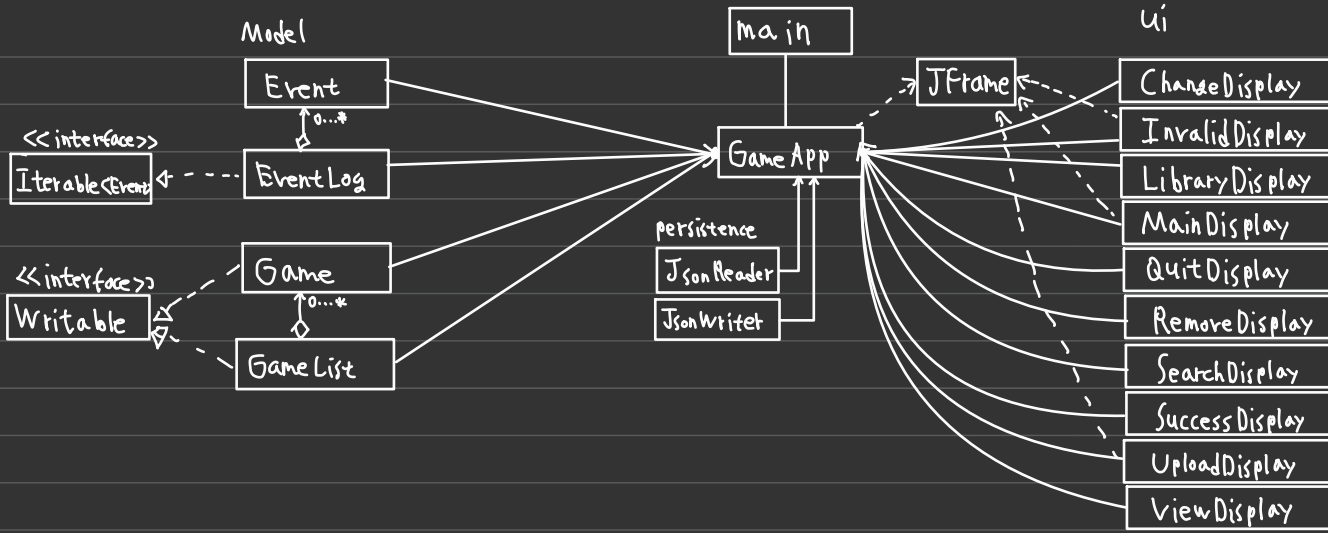 Model
Event
0...*
<<interface>>
Iterable<Event>
EventLog
Game
<<interface>>
0...*
Writable
GameList
main
JFrame
GameApp
persistence
JsonReader
JsonWriter
ui
ChangeDisplay
InvalidDisplay
LibraryDisplay
MainDisplay
QuitDisplay
RemoveDisplay
SearchDisplay
SuccessDisplay
UploadDisplay
ViewDisplay